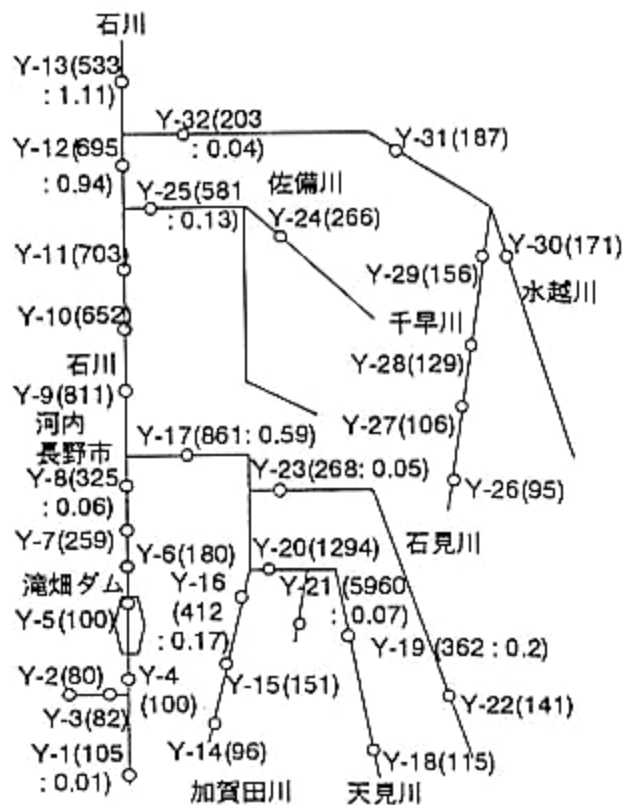 石川
Y-13(533
: 1.11)
Y-32(203
: 0.04)
Y-31(187)
Y-12(695
: 0.94)
Y-25(581
: 0.13)
佐備川
Y-24(266)
Y-11(703)
Y-29(156)
Y-30(171)
水越川
Y-10(652)
千早川
石川
Y-28(129)
Y-9(811)
Y-27(106)
河内
長野市
Y-17(861: 0.59)
Y-8(325
: 0.06)
Y-23(268: 0.05)
Y-26(95)
Y-7(259)
石見川
Y-6(180)
Y-20(1294)
滝畑ダム
Y-16
(412
: 0.17)
Y-21(5960
: 0.07)
Y-5(100)
Y-19(362 : 0.2)
Y-2(80)
Y-4
(100)
Y-15(151)
Y-22(141)
Y-3(82)
Y-1(105
: 0.01)
Y-14(96)
Y-18(115)
加賀田川
天見川